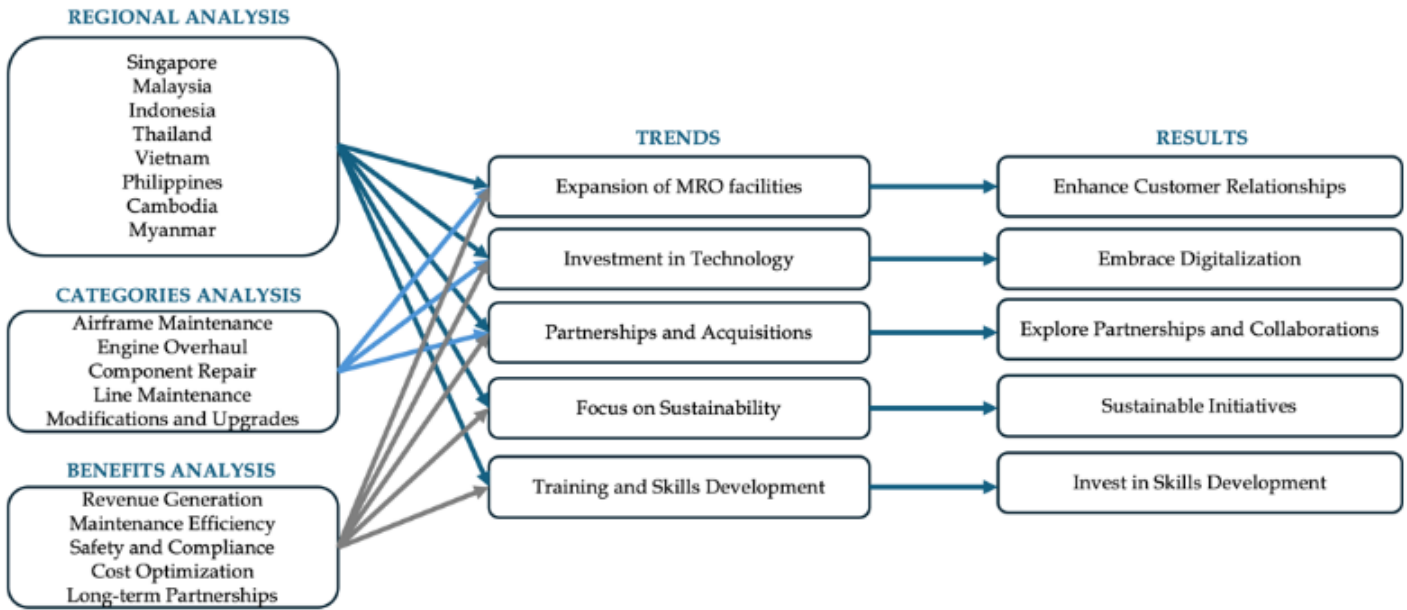 REGIONAL ANALYSIS
Singapore
Malaysia
Indonesia
Thailand
Vietnam
Philippines
Cambodia
Myanmar
CATEGORIES ANALYSIS
Airframe Maintenance
Engine Overhaul
Component Repair
Line Maintenance
Modifications and Upgrades
BENEFITS ANALYSIS
Revenue Generation
Maintenance Efficiency
Safety and Compliance
Cost Optimization
Long-term Partnerships
TRENDS
Expansion of MRO facilities
Investment in Technology
Partnerships and Acquisitions
Focus on Sustainability
Training and Skills Development
RESULTS
Enhance Customer Relationships
Embrace Digitalization
Explore Partnerships and Collaborations
Sustainable Initiatives
Invest in Skills Development